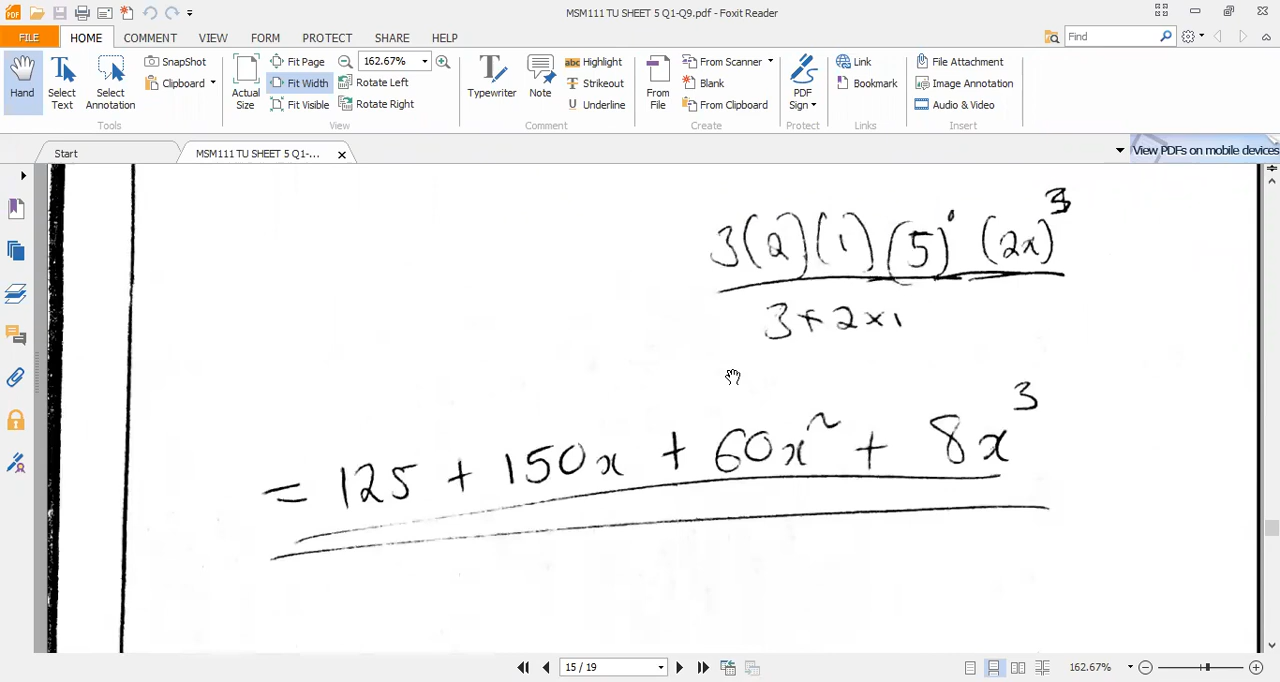 MSM111 TU SHEET 5 Q1-Q9.pdf - Foxit Reader
FILE HOME COMMENT VIEW FORM PROTECT SHARE HELP
Find
Hand
Select Text
Select Annotation
SnapShot
Clipboard
Tools
Actual Size
Fit Page
Fit Width
Fit Visible
162.67%
Rotate Left
Rotate Right
View
Typewriter
Note
Highlight
Strikeout
Underline
Comment
From File
From Scanner
Blank
From Clipboard
Create
PDF Sign
Protect
Link
Bookmark
Links
File Attachment
Image Annotation
Audio & Video
Insert
Start
MSM111 TU SHEET 5 Q1-...
View PDFs on mobile devices
3(2)(1)(5)⁰(2x)³
3×2×1
= 125 + 150x + 60x² + 8x³
15 / 19
162.67%